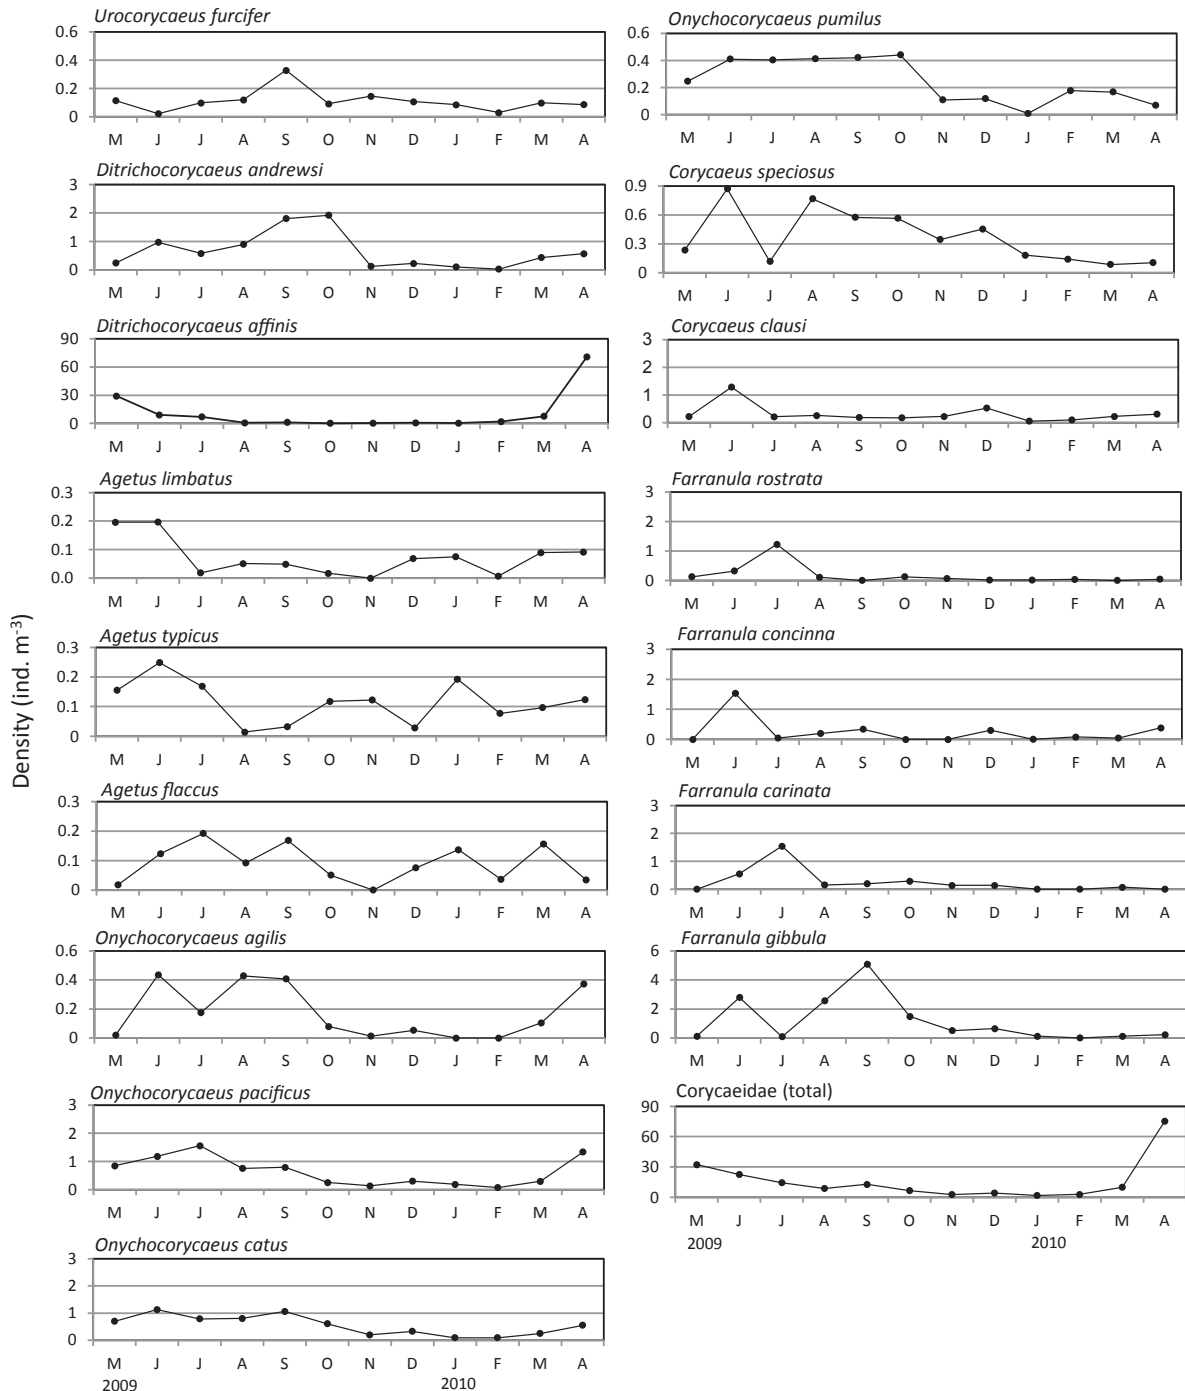 Density (ind. m⁻³)
Urocorycaeus furcifer
0.6
0.4
0.2
0
M J J A S O N D J F M A
Ditrichocorycaeus andrewsi
3
2
1
0
M J J A S O N D J F M A
Ditrichocorycaeus affinis
90
60
30
0
M J J A S O N D J F M A
Agetus limbatus
0.3
0.2
0.1
0.0
M J J A S O N D J F M A
Agetus typicus
0.3
0.2
0.1
0
M J J A S O N D J F M A
Agetus flaccus
0.3
0.2
0.1
0
M J J A S O N D J F M A
Onychocorycaeus agilis
0.6
0.4
0.2
0
M J J A S O N D J F M A
Onychocorycaeus pacificus
3
2
1
0
M J J A S O N D J F M A
Onychocorycaeus catus
3
2
1
0
M J J A S O N D J F M A
2009 2010
Onychocorycaeus pumilus
0.6
0.4
0.2
0
M J J A S O N D J F M A
Corycaeus speciosus
0.9
0.6
0.3
0
M J J A S O N D J F M A
Corycaeus clausi
3
2
1
0
M J J A S O N D J F M A
Farranula rostrata
3
2
1
0
M J J A S O N D J F M A
Farranula concinna
3
2
1
0
M J J A S O N D J F M A
Farranula carinata
3
2
1
0
M J J A S O N D J F M A
Farranula gibbula
6
4
2
0
M J J A S O N D J F M A
Corycaeidae (total)
90
60
30
0
M J J A S O N D J F M A
2009 2010